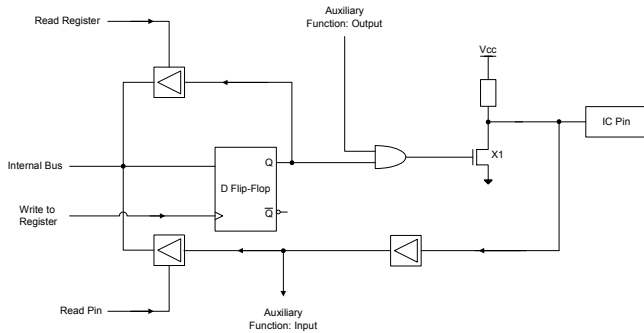 Auxiliary
Function: Output
Read Register
Vcc
IC Pin
X1
Internal Bus
Q
D Flip-Flop
Q
Write to
Register
Read Pin
Auxiliary
Function: Input